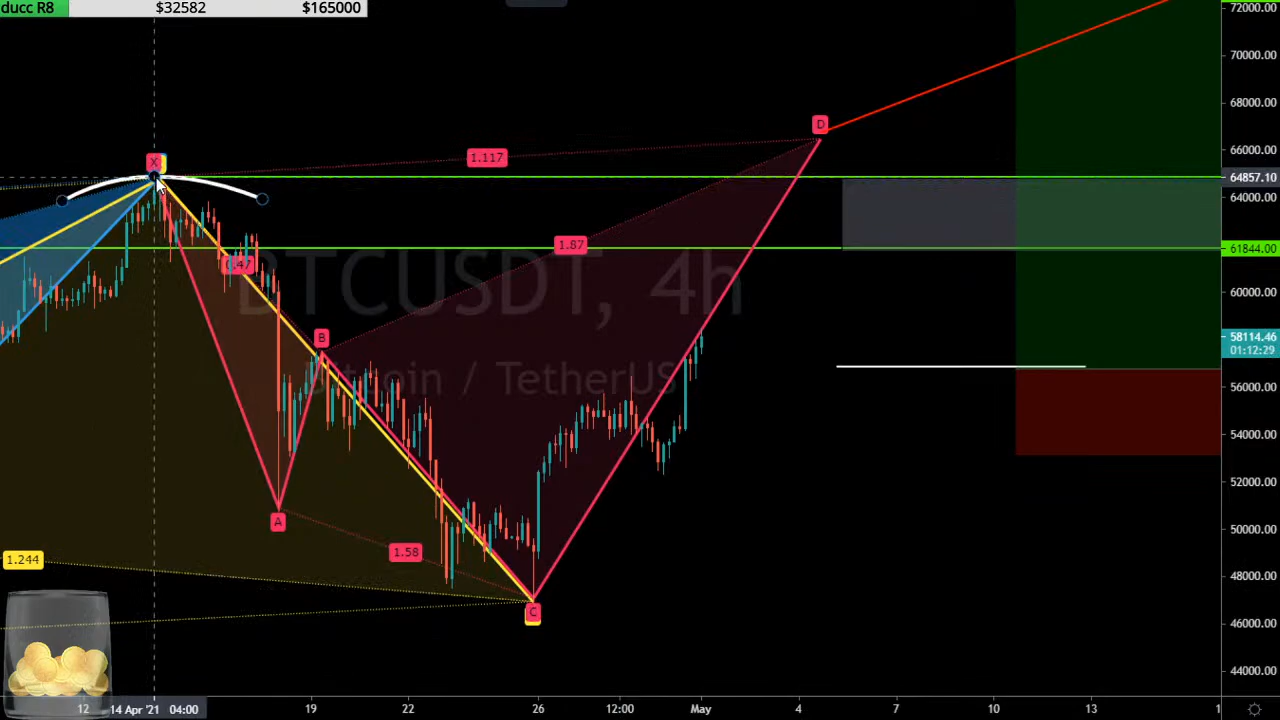 ducc R8 $32582 $165000
72000.00
70000.00
68000.00
66000.00
64857.10
64000.00
61844.00
60000.00
58114.46
01:12:29
56000.00
54000.00
52000.00
50000.00
48000.00
46000.00
44000.00
D
X
1.117
1.87
0.47
BTCUSDT, 4h
Bitcoin / TetherUS
B
A
1.58
1.244
C
12 14 Apr '21 04:00 19 22 26 12:00 May 4 7 10 13 1